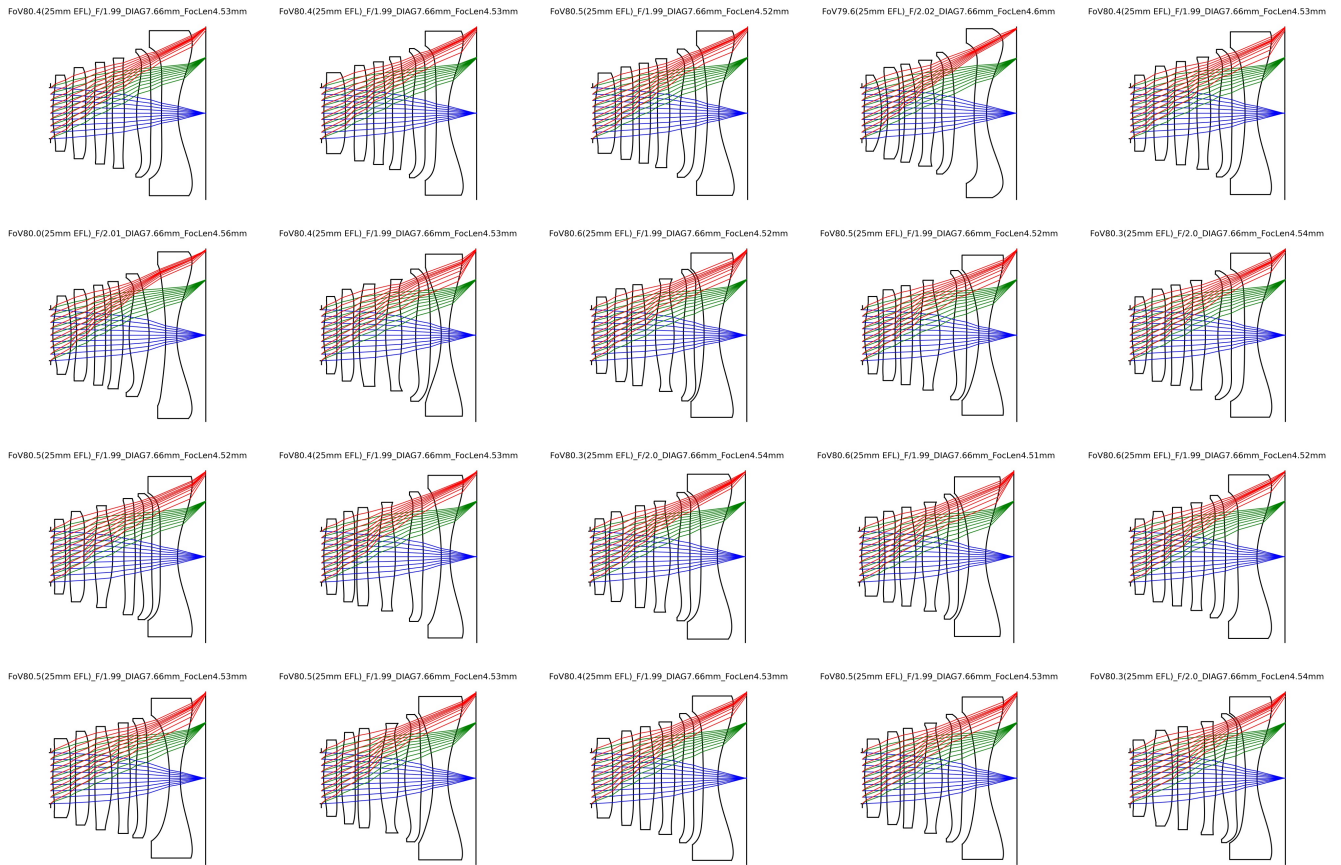 FoV80.4(25mm EFL)_F/1.99_DIAG7.66mm_FocLen4.53mm
FoV80.4(25mm EFL)_F/1.99_DIAG7.66mm_FocLen4.53mm
FoV80.5(25mm EFL)_F/1.99_DIAG7.66mm_FocLen4.52mm
FoV79.6(25mm EFL)_F/2.02_DIAG7.66mm_FocLen4.6mm
FoV80.4(25mm EFL)_F/1.99_DIAG7.66mm_FocLen4.53mm
FoV80.0(25mm EFL)_F/2.01_DIAG7.66mm_FocLen4.56mm
FoV80.4(25mm EFL)_F/1.99_DIAG7.66mm_FocLen4.53mm
FoV80.6(25mm EFL)_F/1.99_DIAG7.66mm_FocLen4.52mm
FoV80.5(25mm EFL)_F/1.99_DIAG7.66mm_FocLen4.52mm
FoV80.3(25mm EFL)_F/2.0_DIAG7.66mm_FocLen4.54mm
FoV80.5(25mm EFL)_F/1.99_DIAG7.66mm_FocLen4.52mm
FoV80.4(25mm EFL)_F/1.99_DIAG7.66mm_FocLen4.53mm
FoV80.3(25mm EFL)_F/2.0_DIAG7.66mm_FocLen4.54mm
FoV80.6(25mm EFL)_F/1.99_DIAG7.66mm_FocLen4.51mm
FoV80.6(25mm EFL)_F/1.99_DIAG7.66mm_FocLen4.52mm
FoV80.5(25mm EFL)_F/1.99_DIAG7.66mm_FocLen4.53mm
FoV80.5(25mm EFL)_F/1.99_DIAG7.66mm_FocLen4.53mm
FoV80.4(25mm EFL)_F/1.99_DIAG7.66mm_FocLen4.53mm
FoV80.5(25mm EFL)_F/1.99_DIAG7.66mm_FocLen4.53mm
FoV80.3(25mm EFL)_F/2.0_DIAG7.66mm_FocLen4.54mm